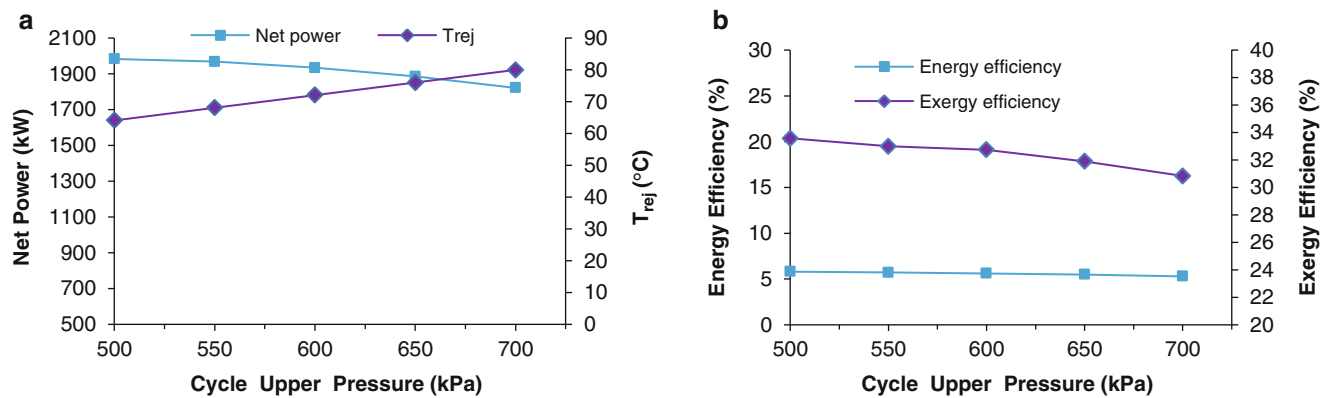 a
Net power
Trej
2100
1900
1700
1500
1300
1100
900
700
500
Net Power (kW)
90
80
70
60
50
40
30
20
10
0
Trej (°C)
500 550 600 650 700
Cycle Upper Pressure (kPa)
b
Energy efficiency
Exergy efficiency
30
25
20
15
10
5
0
Energy Efficiency (%)
40
38
36
34
32
30
28
26
24
22
20
Exergy Efficiency (%)
500 550 600 650 700
Cycle Upper Pressure (kPa)